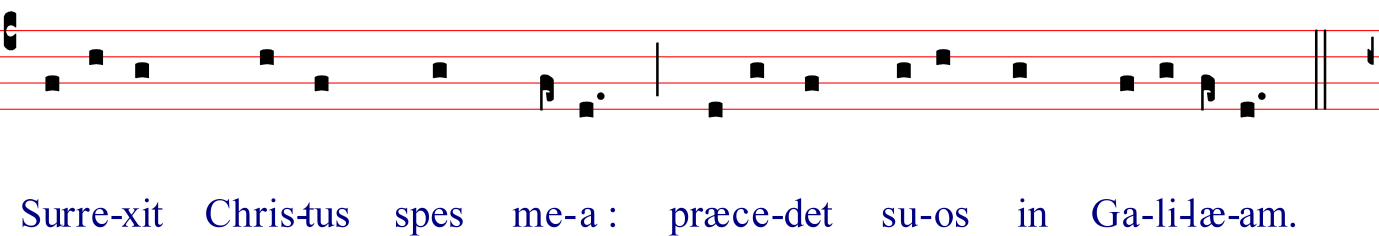 Surre-xit Chris-tus spes me-a : præce-det su-os in Ga-li-læ-am.